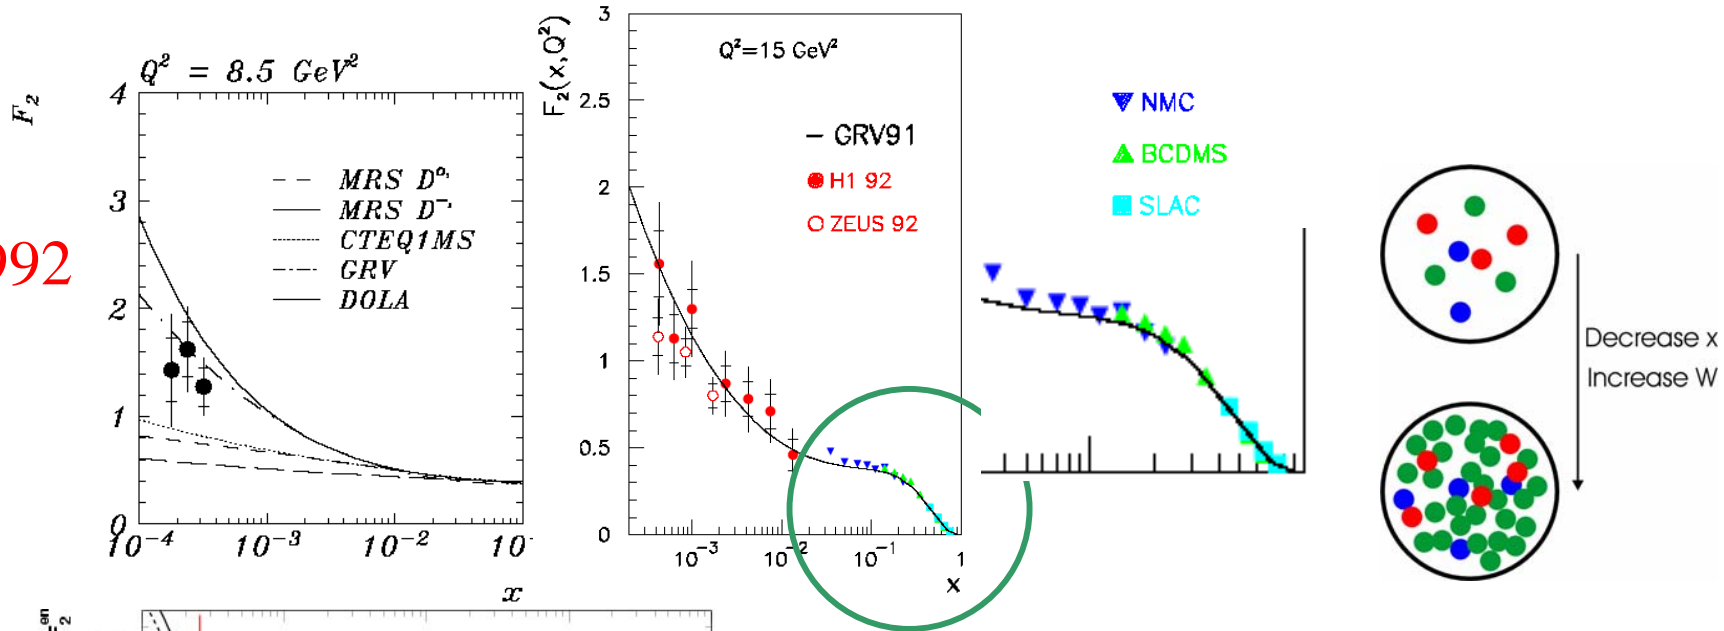 Q² = 8.5 GeV²
F₂
4
3
2
1
0
10⁻⁴
10⁻³
10⁻²
10⁻
x
MRS D⁰'
MRS D⁻'
CTEQ1MS
GRV
DOLA
992
F₂(x,Q²)
3
2.5
2
1.5
1
0.5
0
Q²=15 GeV²
— GRV91
H1 92
ZEUS 92
10⁻³
10⁻²
10⁻¹
1
x
NMC
BCDMS
SLAC
Decrease x
Increase W
F₂ᵉⁿ